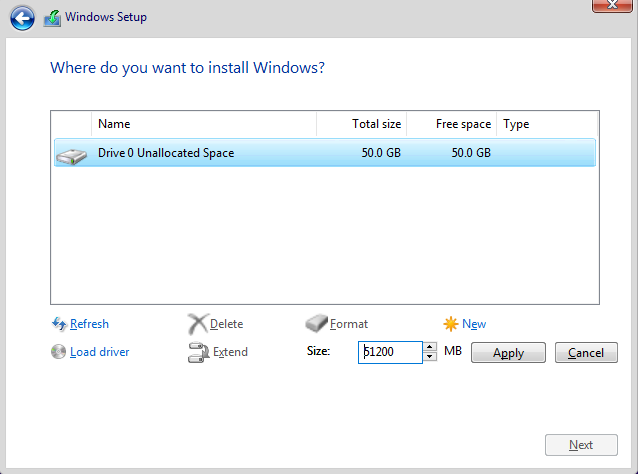 Windows Setup
Where do you want to install Windows?
Name Total size Free space Type
Drive 0 Unallocated Space 50.0 GB 50.0 GB
Refresh Delete Format New
Load driver Extend Size: 51200 MB Apply Cancel
Next